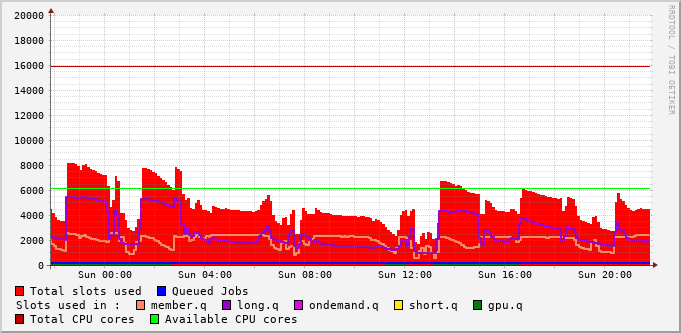 20000
18000
16000
14000
12000
10000
8000
6000
4000
2000
0
Sun 00:00 Sun 04:00 Sun 08:00 Sun 12:00 Sun 16:00 Sun 20:00
Total slots used Queued Jobs
Slots used in : member.q long.q ondemand.q short.q gpu.q
Total CPU cores Available CPU cores
RRDTOOL / TOBI OETIKER